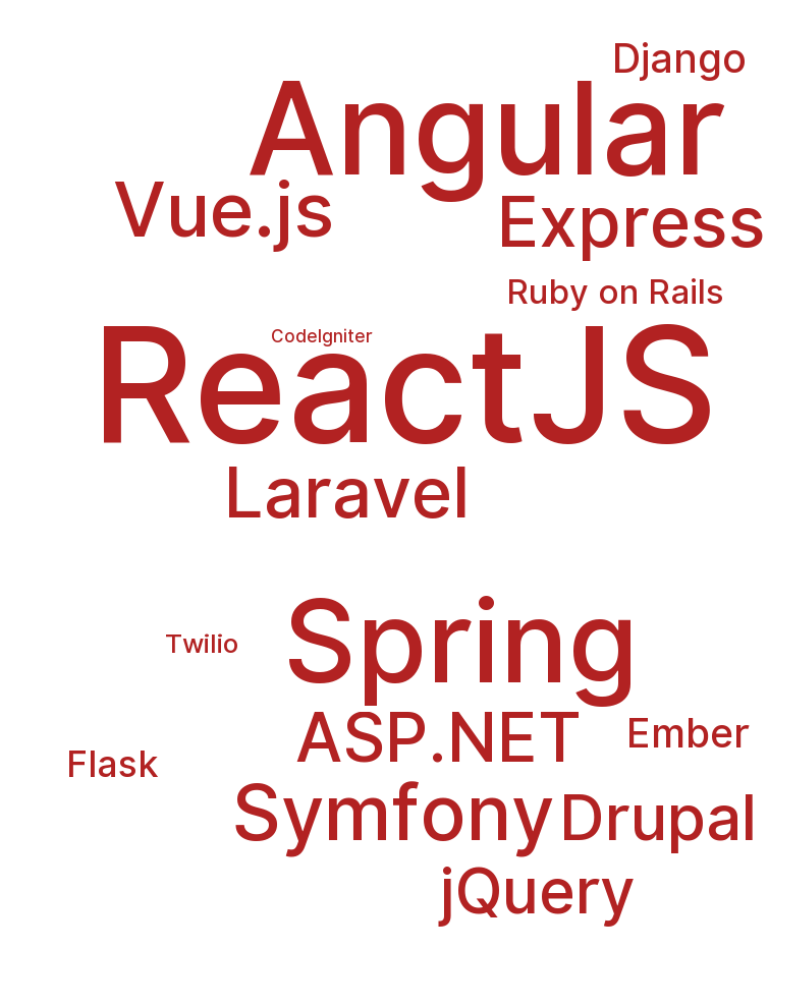 Django
Angular
Vue.js
Express
Ruby on Rails
CodeIgniter
ReactJS
Laravel
Spring
Twilio
ASP.NET
Ember
Flask
Symfony
Drupal
jQuery